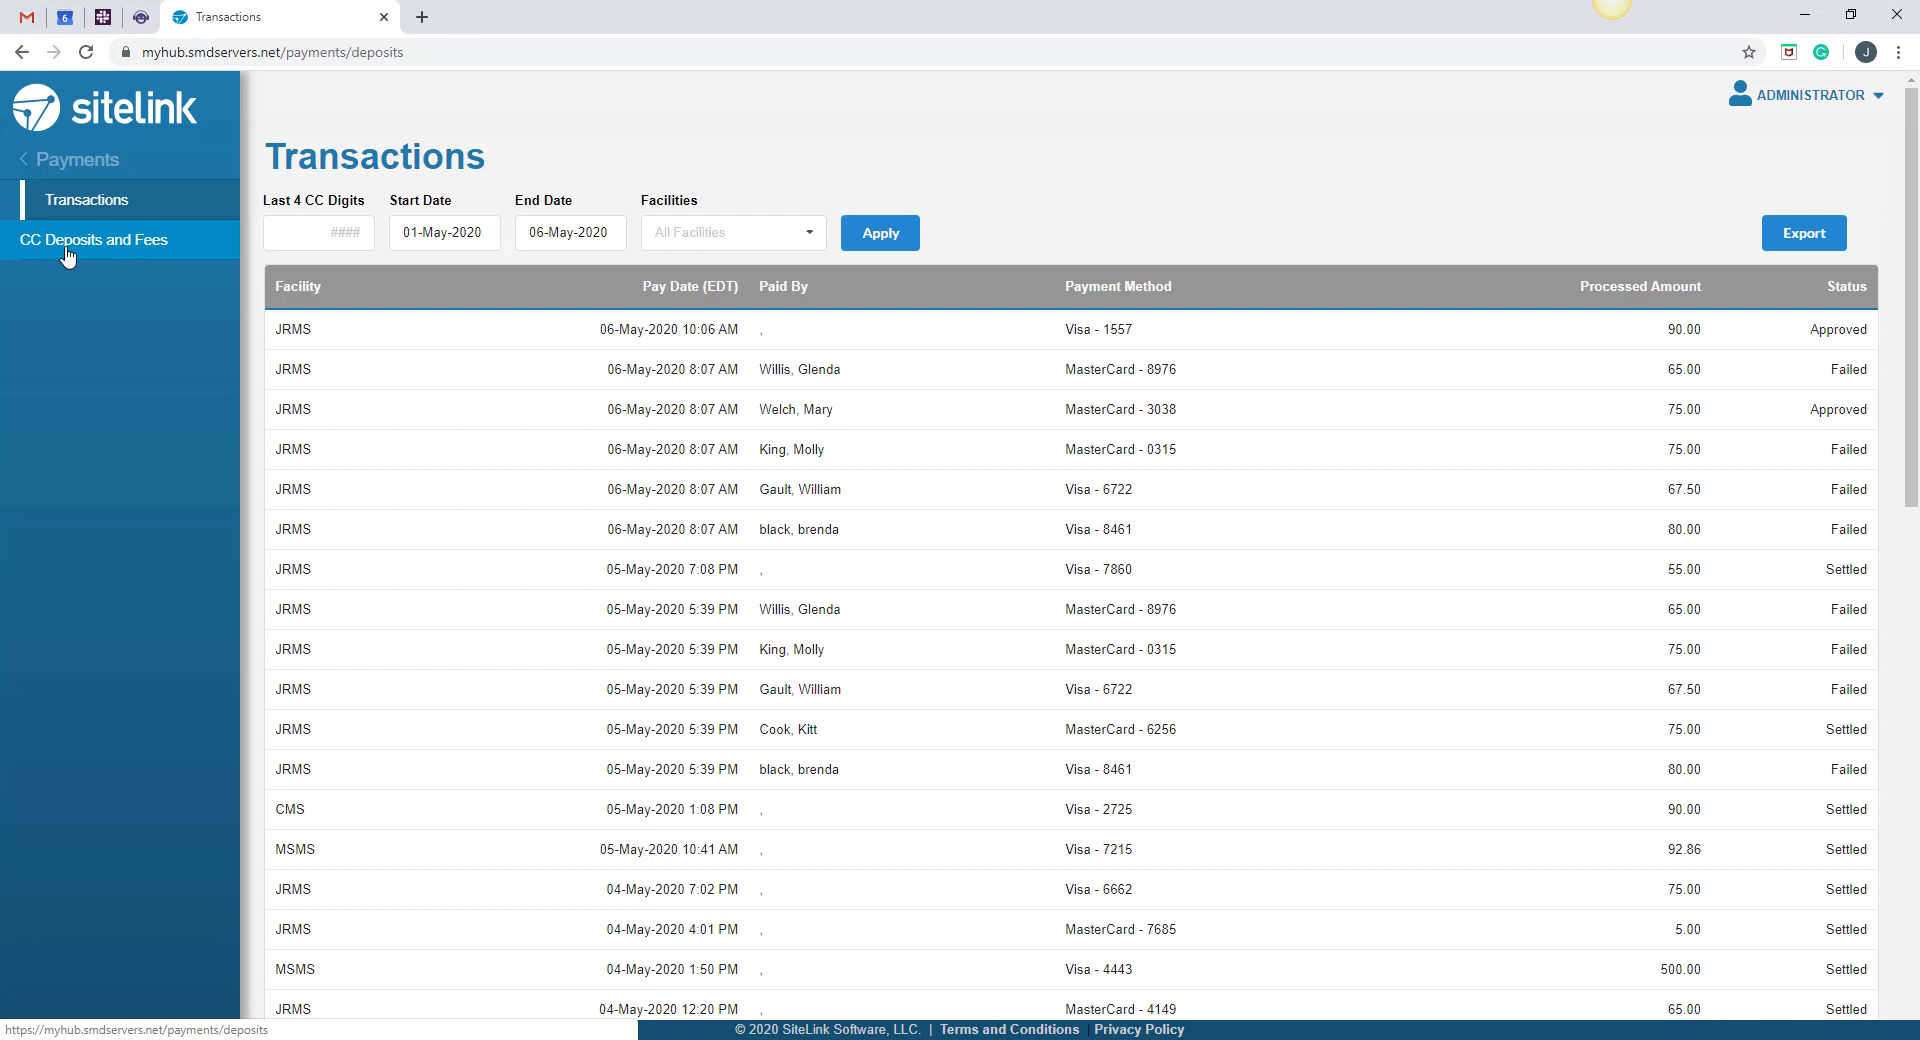 6
Transactions
myhub.smdservers.net/payments/deposits
J
sitelink
ADMINISTRATOR
Payments
Transactions
CC Deposits and Fees
Transactions
Last 4 CC Digits Start Date End Date Facilities
#### 01-May-2020 06-May-2020 All Facilities Apply Export
Facility Pay Date (EDT) Paid By Payment Method Processed Amount Status
JRMS 06-May-2020 10:06 AM , Visa - 1557 90.00 Approved
JRMS 06-May-2020 8:07 AM Willis, Glenda MasterCard - 8976 65.00 Failed
JRMS 06-May-2020 8:07 AM Welch, Mary MasterCard - 3038 75.00 Approved
JRMS 06-May-2020 8:07 AM King, Molly MasterCard - 0315 75.00 Failed
JRMS 06-May-2020 8:07 AM Gault, William Visa - 6722 67.50 Failed
JRMS 06-May-2020 8:07 AM black, brenda Visa - 8461 80.00 Failed
JRMS 05-May-2020 7:08 PM , Visa - 7860 55.00 Settled
JRMS 05-May-2020 5:39 PM Willis, Glenda MasterCard - 8976 65.00 Failed
JRMS 05-May-2020 5:39 PM King, Molly MasterCard - 0315 75.00 Failed
JRMS 05-May-2020 5:39 PM Gault, William Visa - 6722 67.50 Failed
JRMS 05-May-2020 5:39 PM Cook, Kitt MasterCard - 6256 75.00 Settled
JRMS 05-May-2020 5:39 PM black, brenda Visa - 8461 80.00 Failed
CMS 05-May-2020 1:08 PM , Visa - 2725 90.00 Settled
MSMS 05-May-2020 10:41 AM , Visa - 7215 92.86 Settled
JRMS 04-May-2020 7:02 PM , Visa - 6662 75.00 Settled
JRMS 04-May-2020 4:01 PM , MasterCard - 7685 5.00 Settled
MSMS 04-May-2020 1:50 PM , Visa - 4443 500.00 Settled
JRMS 04-May-2020 12:20 PM , MasterCard - 4149 65.00 Settled
https://myhub.smdservers.net/payments/deposits
© 2020 SiteLink Software, LLC. | Terms and Conditions | Privacy Policy